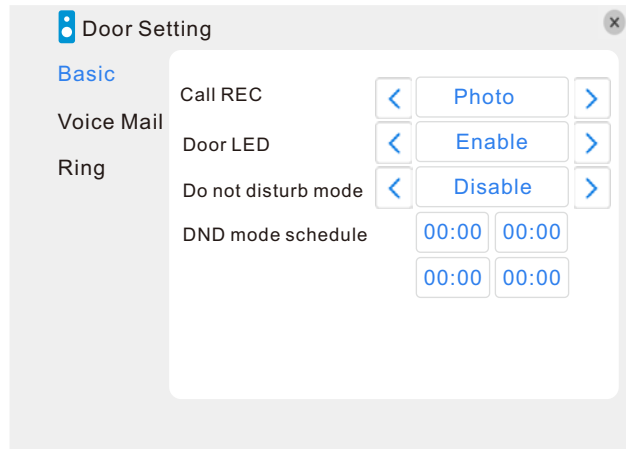 Door Setting
Basic
Voice Mail
Ring
Call REC Photo
Door LED Enable
Do not disturb mode Disable
DND mode schedule 00:00 00:00
00:00 00:00